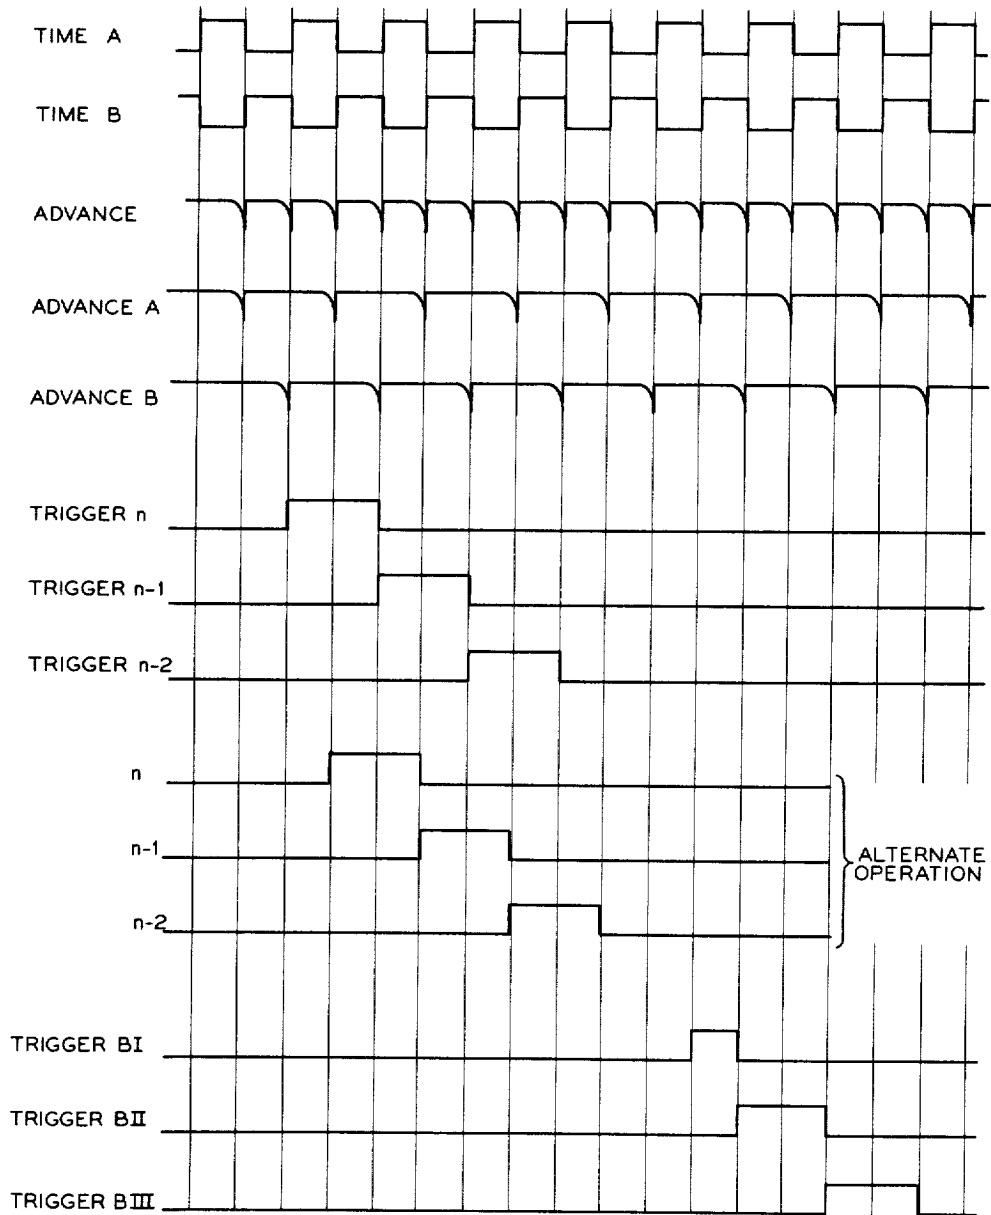 TIME A
TIME B
ADVANCE
ADVANCE A
ADVANCE B
TRIGGER n
TRIGGER n-1
TRIGGER n-2
n
n-1
n-2
ALTERNATE
OPERATION
TRIGGER BI
TRIGGER BII
TRIGGER BIII